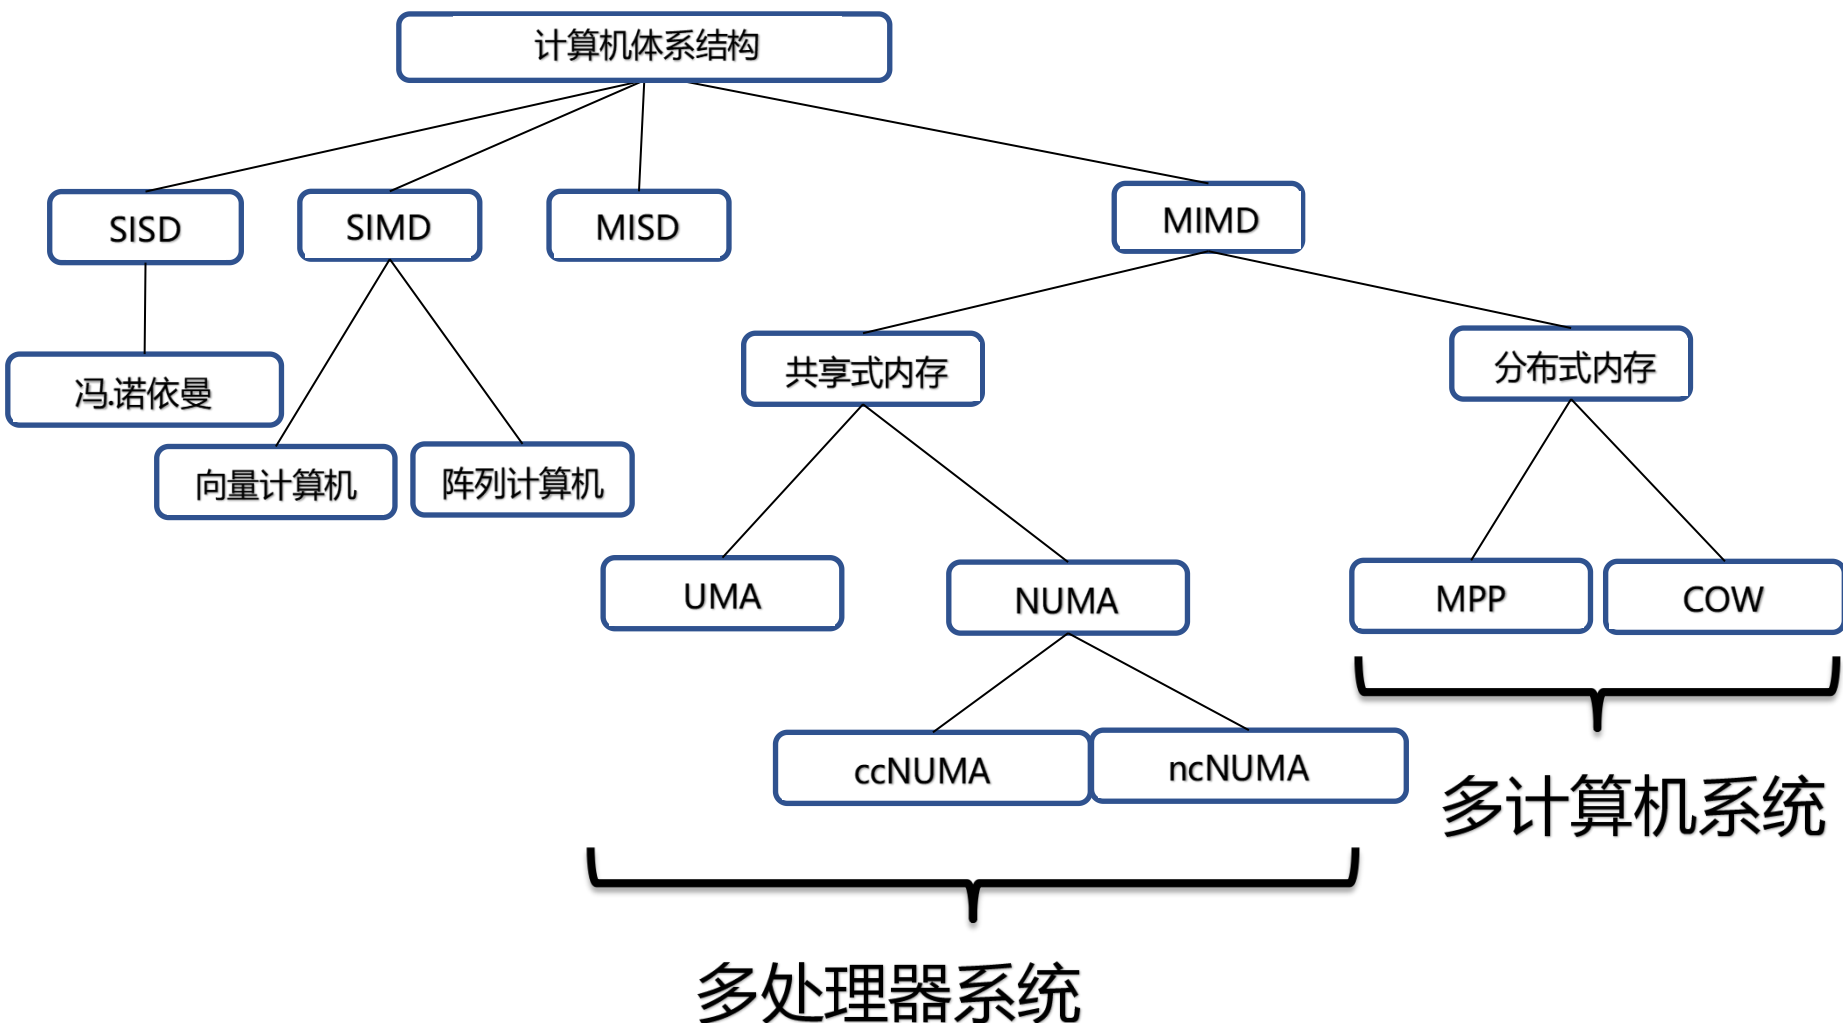 计算机体系结构
SISD
SIMD
MISD
MIMD
冯.诺依曼
向量计算机
阵列计算机
共享式内存
分布式内存
UMA
NUMA
MPP
COW
ccNUMA
ncNUMA
多计算机系统
多处理器系统